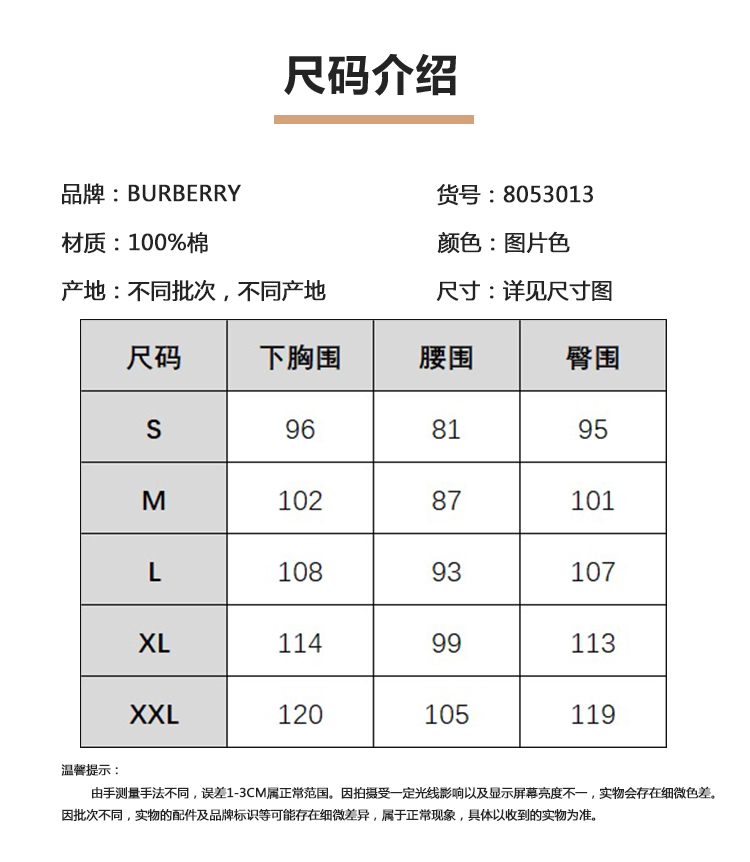 尺码介绍
品牌：BURBERRY 货号：8053013
材质：100%棉 颜色：图片色
产地：不同批次，不同产地 尺寸：详见尺寸图
尺码 下胸围 腰围 臀围
S 96 81 95
M 102 87 101
L 108 93 107
XL 114 99 113
XXL 120 105 119
温馨提示：
由手测量手法不同，误差1-3CM属正常范围。因拍摄受一定光线影响以及显示屏幕亮度不一，实物会存在细微色差。
因批次不同，实物的配件及品牌标识等可能存在细微差异，属于正常现象，具体以收到的实物为准。